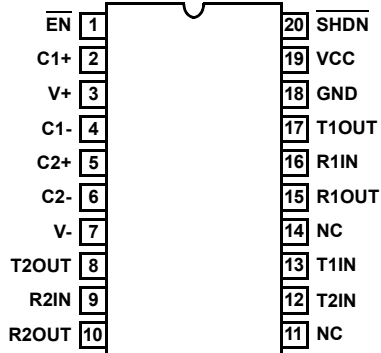 EN 1 20 SHDN
C1+ 2 19 VCC
V+ 3 18 GND
C1- 4 17 T1OUT
C2+ 5 16 R1IN
C2- 6 15 R1OUT
V- 7 14 NC
T2OUT 8 13 T1IN
R2IN 9 12 T2IN
R2OUT 10 11 NC